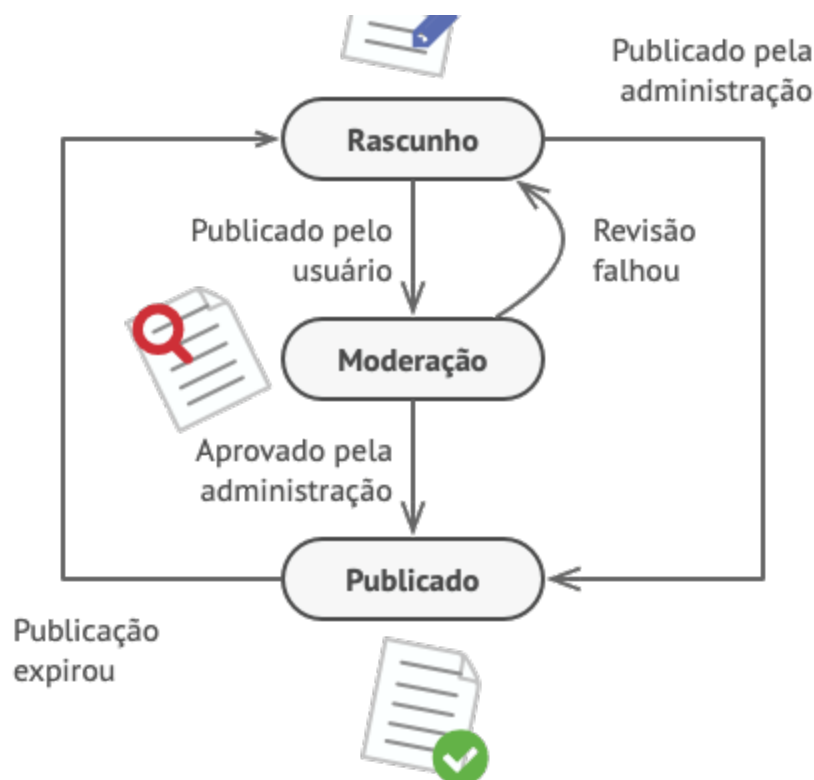 Publicado pela
administração
Rascunho
Publicado pelo
usuário
Revisão
falhou
Moderação
Aprovado pela
administração
Publicado
Publicação
expirou